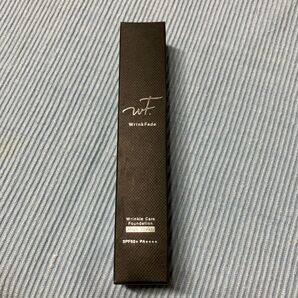 WF.
WrinkFade
Wrinkle Care
Foundation
SPF50+ PA++++